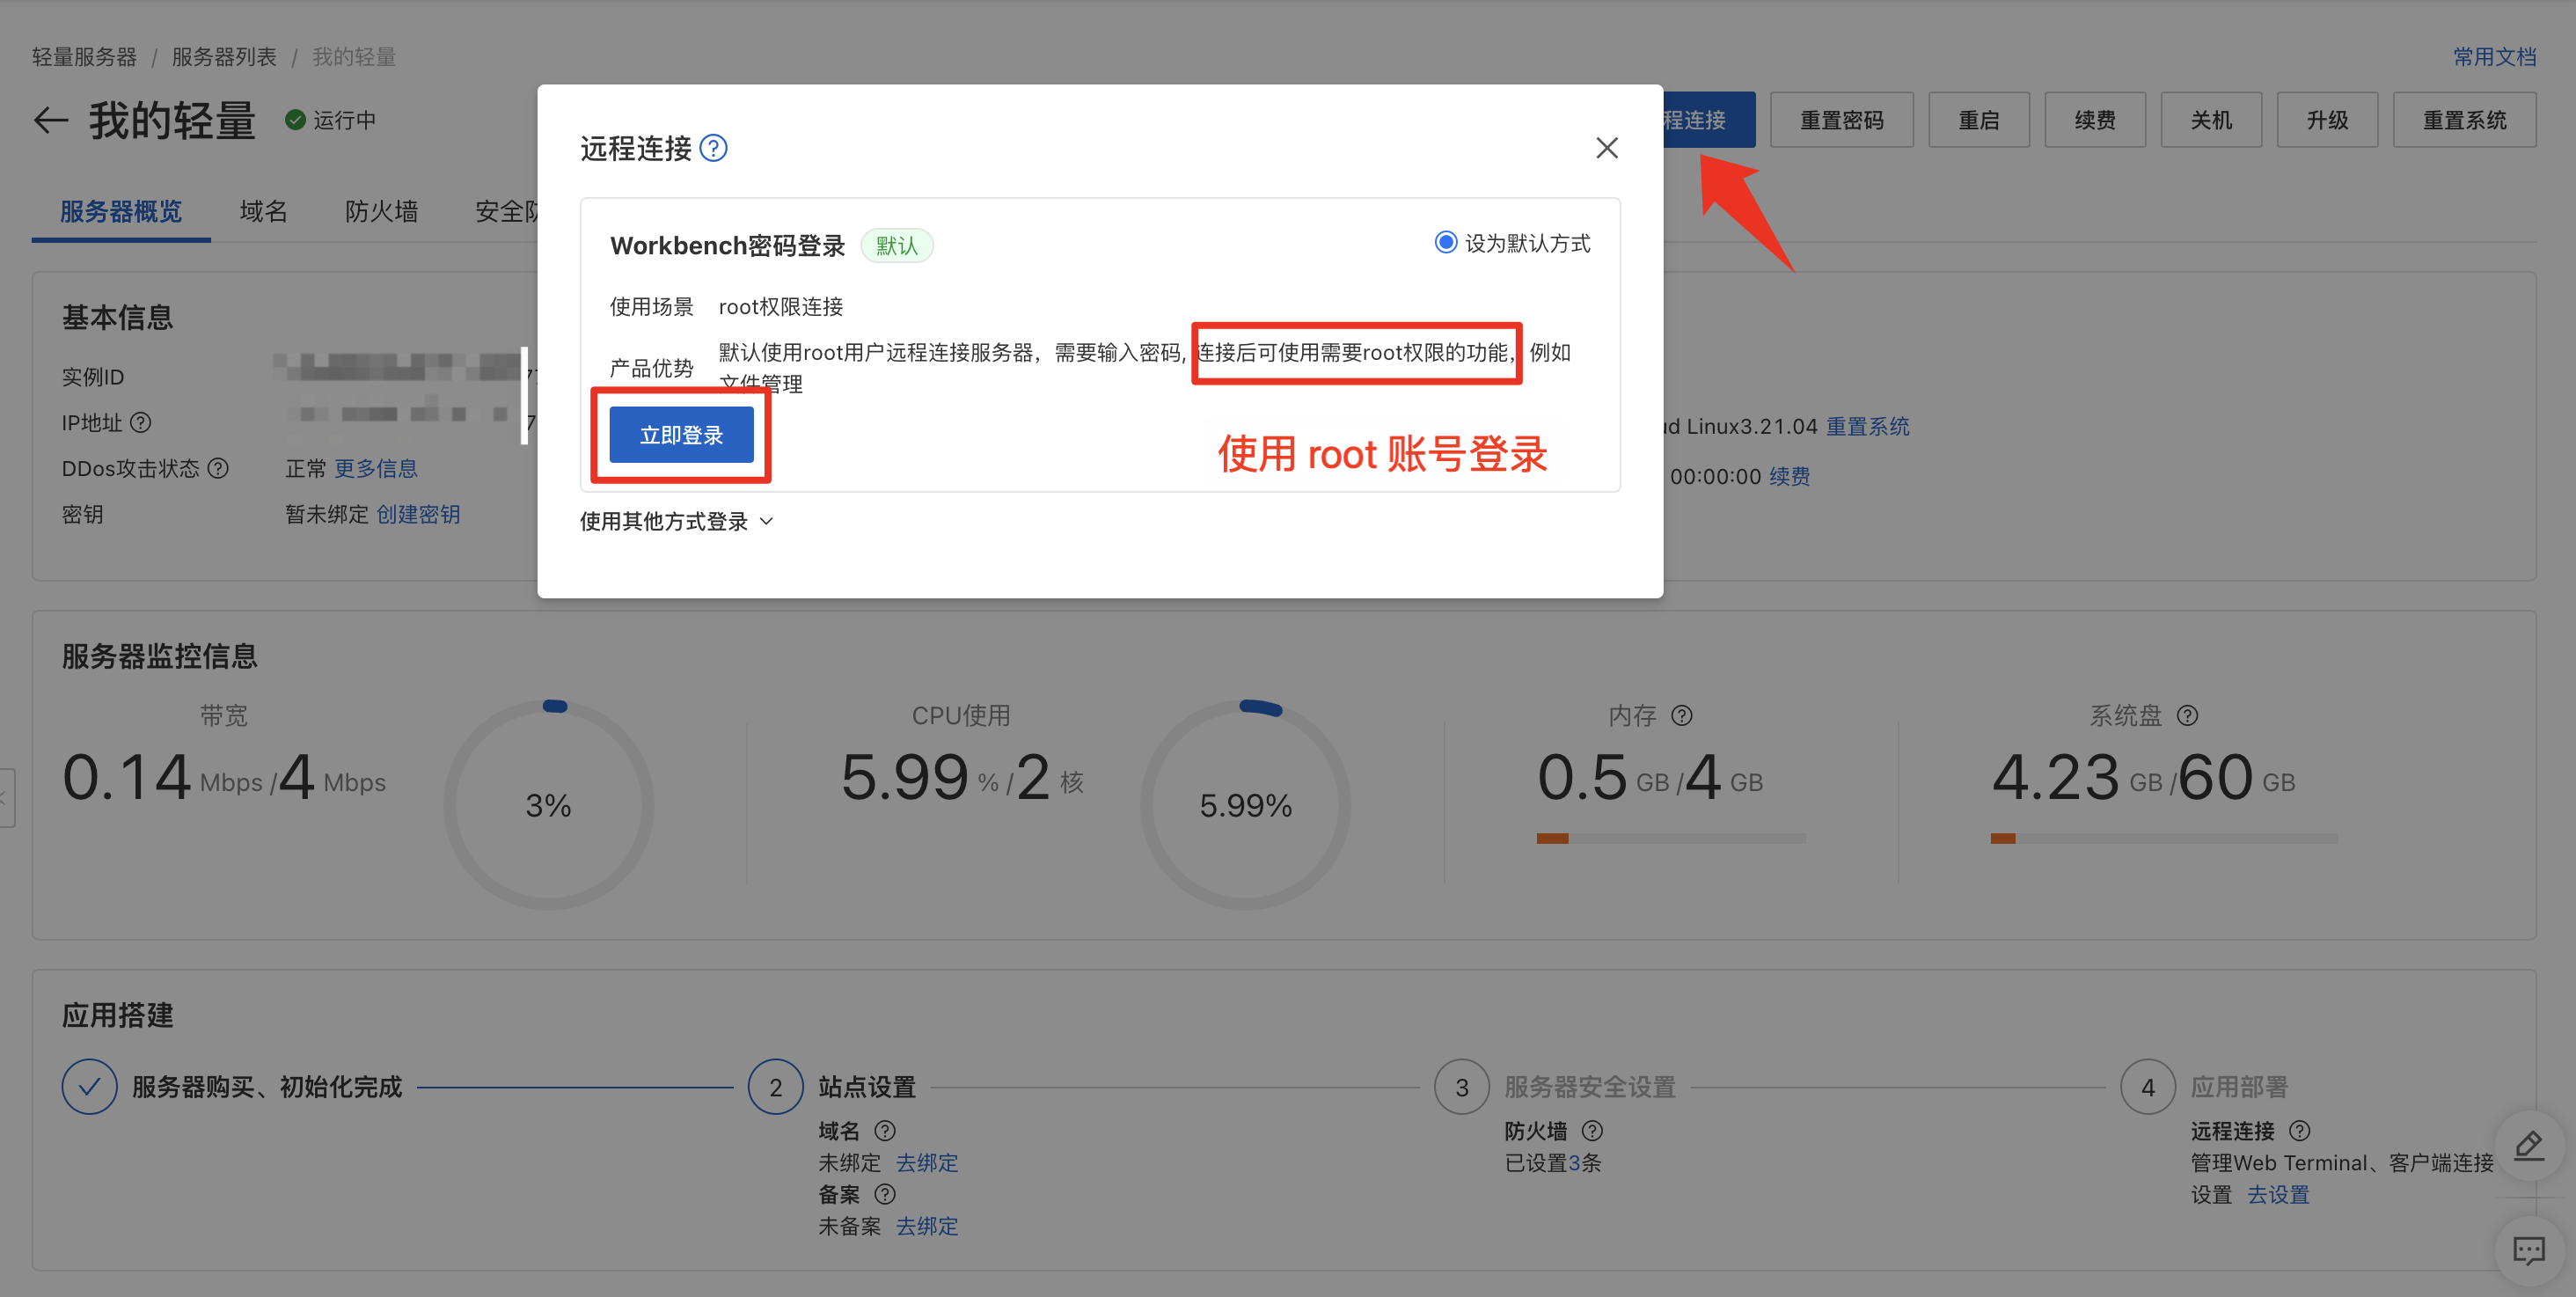 轻量服务器 / 服务器列表 / 我的轻量
常用文档
我的轻量 运行中
程连接 重置密码 重启 续费 关机 升级 重置系统
服务器概览 域名 防火墙 安全防
远程连接
Workbench密码登录 默认
设为默认方式
使用场景 root权限连接
产品优势 默认使用root用户远程连接服务器，需要输入密码，连接后可使用需要root权限的功能，例如
文件管理
立即登录
使用 root 账号登录
使用其他方式登录
基本信息
实例ID
IP地址
DDos攻击状态 正常 更多信息
密钥 暂未绑定 创建密钥
ud Linux3.21.04 重置系统
00:00:00 续费
服务器监控信息
带宽
0.14 Mbps /4 Mbps
3%
CPU使用
5.99 % /2 核
5.99%
内存
0.5 GB /4 GB
系统盘
4.23 GB /60 GB
应用搭建
服务器购买、初始化完成
2 站点设置
域名
未绑定 去绑定
备案
未备案 去绑定
3 服务器安全设置
防火墙
已设置3条
4 应用部署
远程连接
管理Web Terminal、客户端连接
设置 去设置